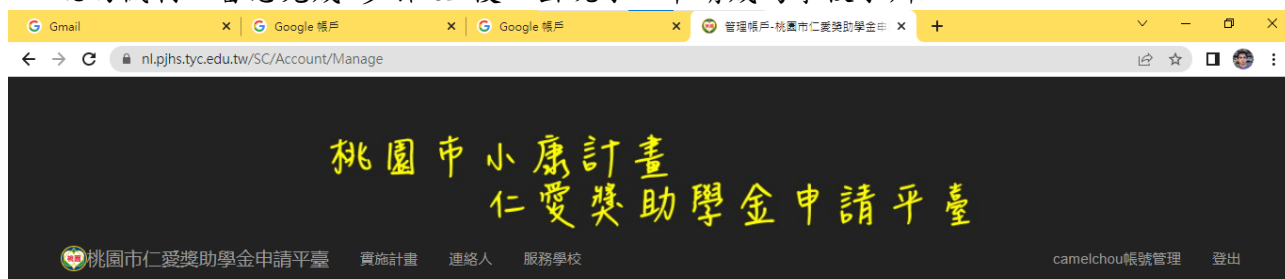 Gmail
Google 帳戶
Google 帳戶
管理帳戶-桃園市仁愛獎助學金申
nl.pjhs.tyc.edu.tw/SC/Account/Manage
桃園市小康計畫
仁愛獎助學金申請平臺
桃園市仁愛獎助學金申請平臺 實施計畫 連絡人 服務學校 camelchou帳號管理 登出